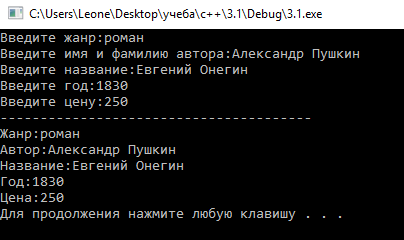 C:\Users\Leone\Desktop\учеба\c++\3.1\Debug\3.1.exe
Введите жанр:роман
Введите имя и фамилию автора:Александр Пушкин
Введите название:Евгений Онегин
Введите год:1830
Введите цену:250
---------------------------------------
Жанр:роман
Автор:Александр Пушкин
Название:Евгений Онегин
Год:1830
Цена:250
Для продолжения нажмите любую клавишу . . .